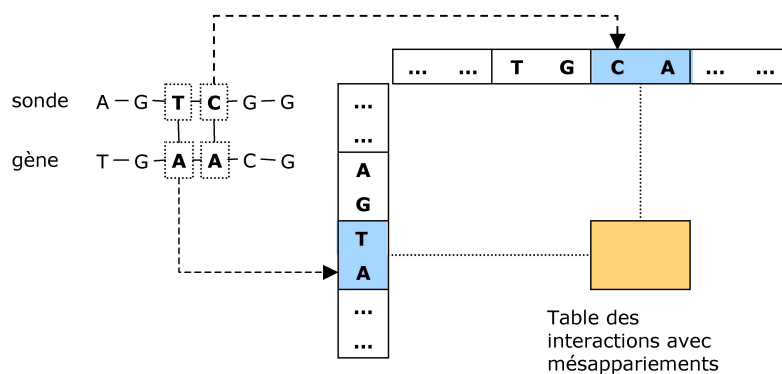 ... ... T G C A ... ...
sonde A G T C G G
gène T G A A C G
...
...
A
G
T
A
...
...
Table des
interactions avec
mésappariements